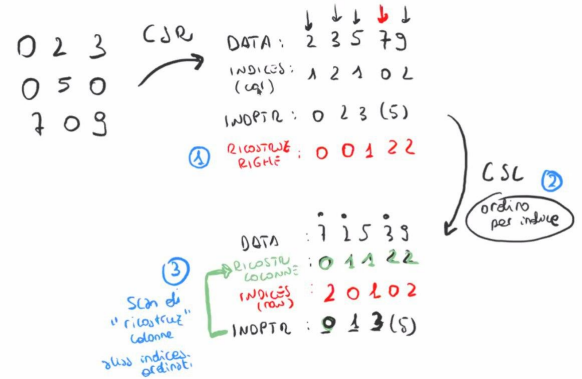 0 2 3
0 5 0
7 0 9
CSR
DATA : 2 3 5 7 9
INDICES : 1 2 1 0 2
(col)
INDPTR : 0 2 3 (5)
① RICOSTRUZ RIGHE : 0 0 1 2 2
CSC ②
ordino
per indice
DATA : 7 2 5 3 9
RICOSTR COLONNE : 0 1 1 2 2
INDICES (row) : 2 0 1 0 2
INDPTR : 0 1 3 (5)
③
Scan di
"ricostruz"
colonne
indices
ordinati